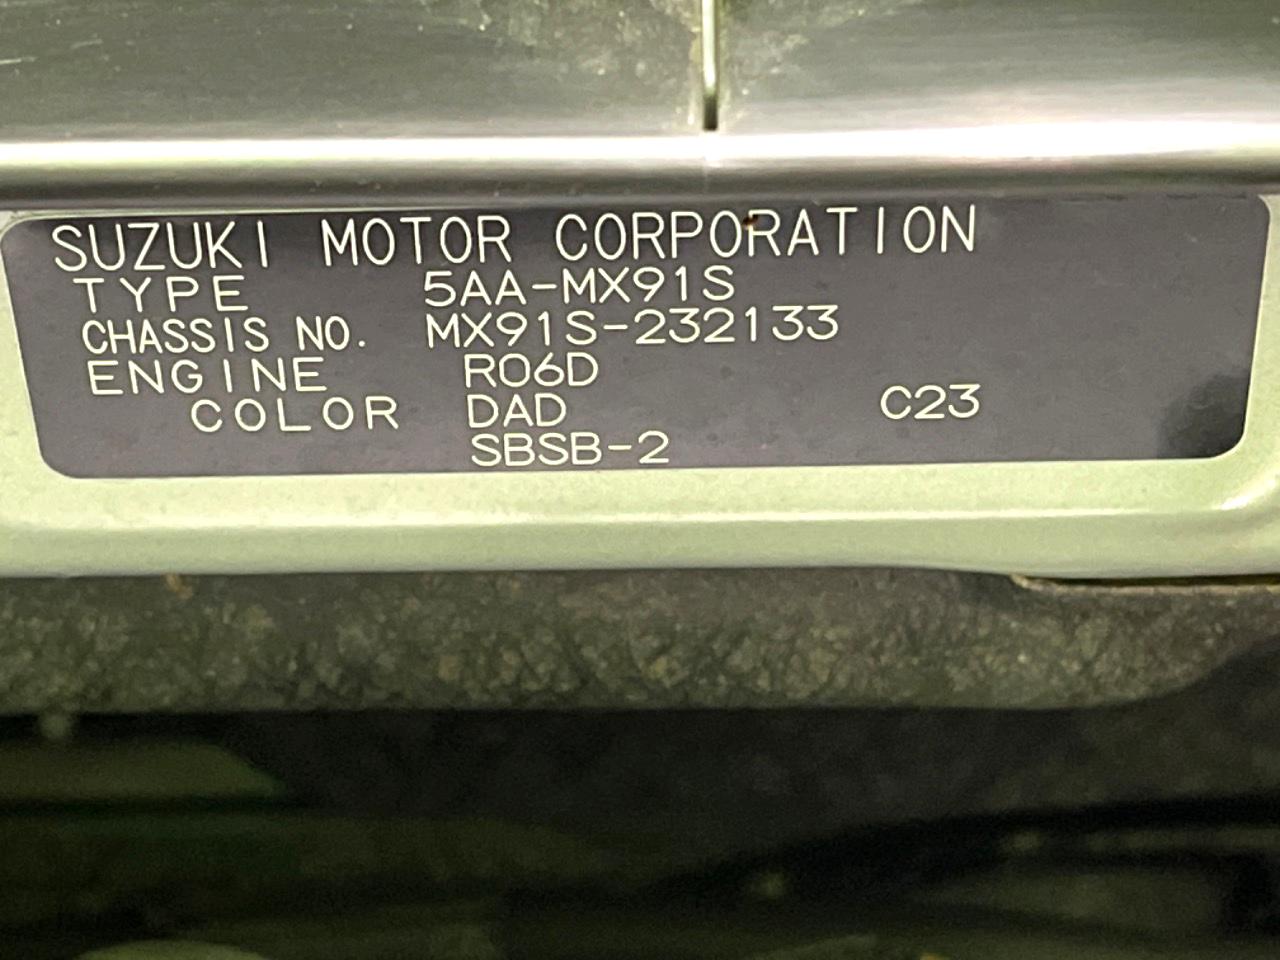 SUZUKI MOTOR CORPORATION
TYPE 5AA-MX91S
CHASSIS NO. MX91S-232133
ENGINE R06D
COLOR DAD C23
SBSB-2